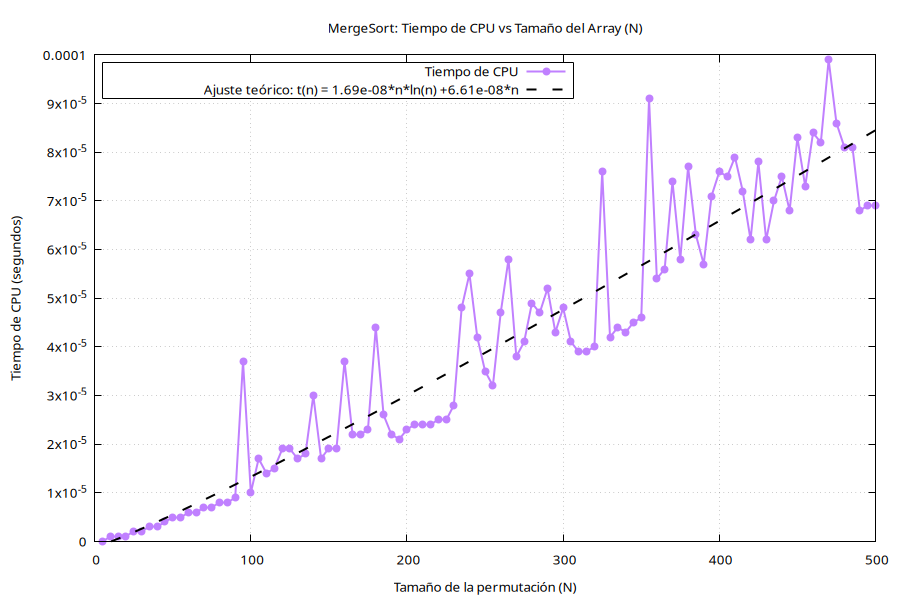 MergeSort: Tiempo de CPU vs Tamaño del Array (N)
Tiempo de CPU
Ajuste teórico: t(n) = 1.69e-08*n*ln(n) +6.61e-08*n
0.0001
9x10-5
8x10-5
7x10-5
6x10-5
5x10-5
4x10-5
3x10-5
2x10-5
1x10-5
0
0 100 200 300 400 500
Tiempo de CPU (segundos)
Tamaño de la permutación (N)